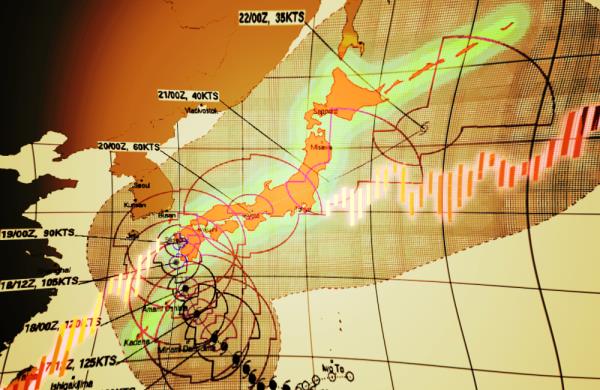 22/00Z, 35KTS
21/00Z, 40KTS
Vladivostok
Sapporo
20/00Z, 60KTS
Misawa
Seoul
Kunsan
Busan
19/00Z, 90KTS
18/12Z, 105KTS
18/00Z, 120KTS
Kadena
125KTS
Iwo To
Ishigakijima